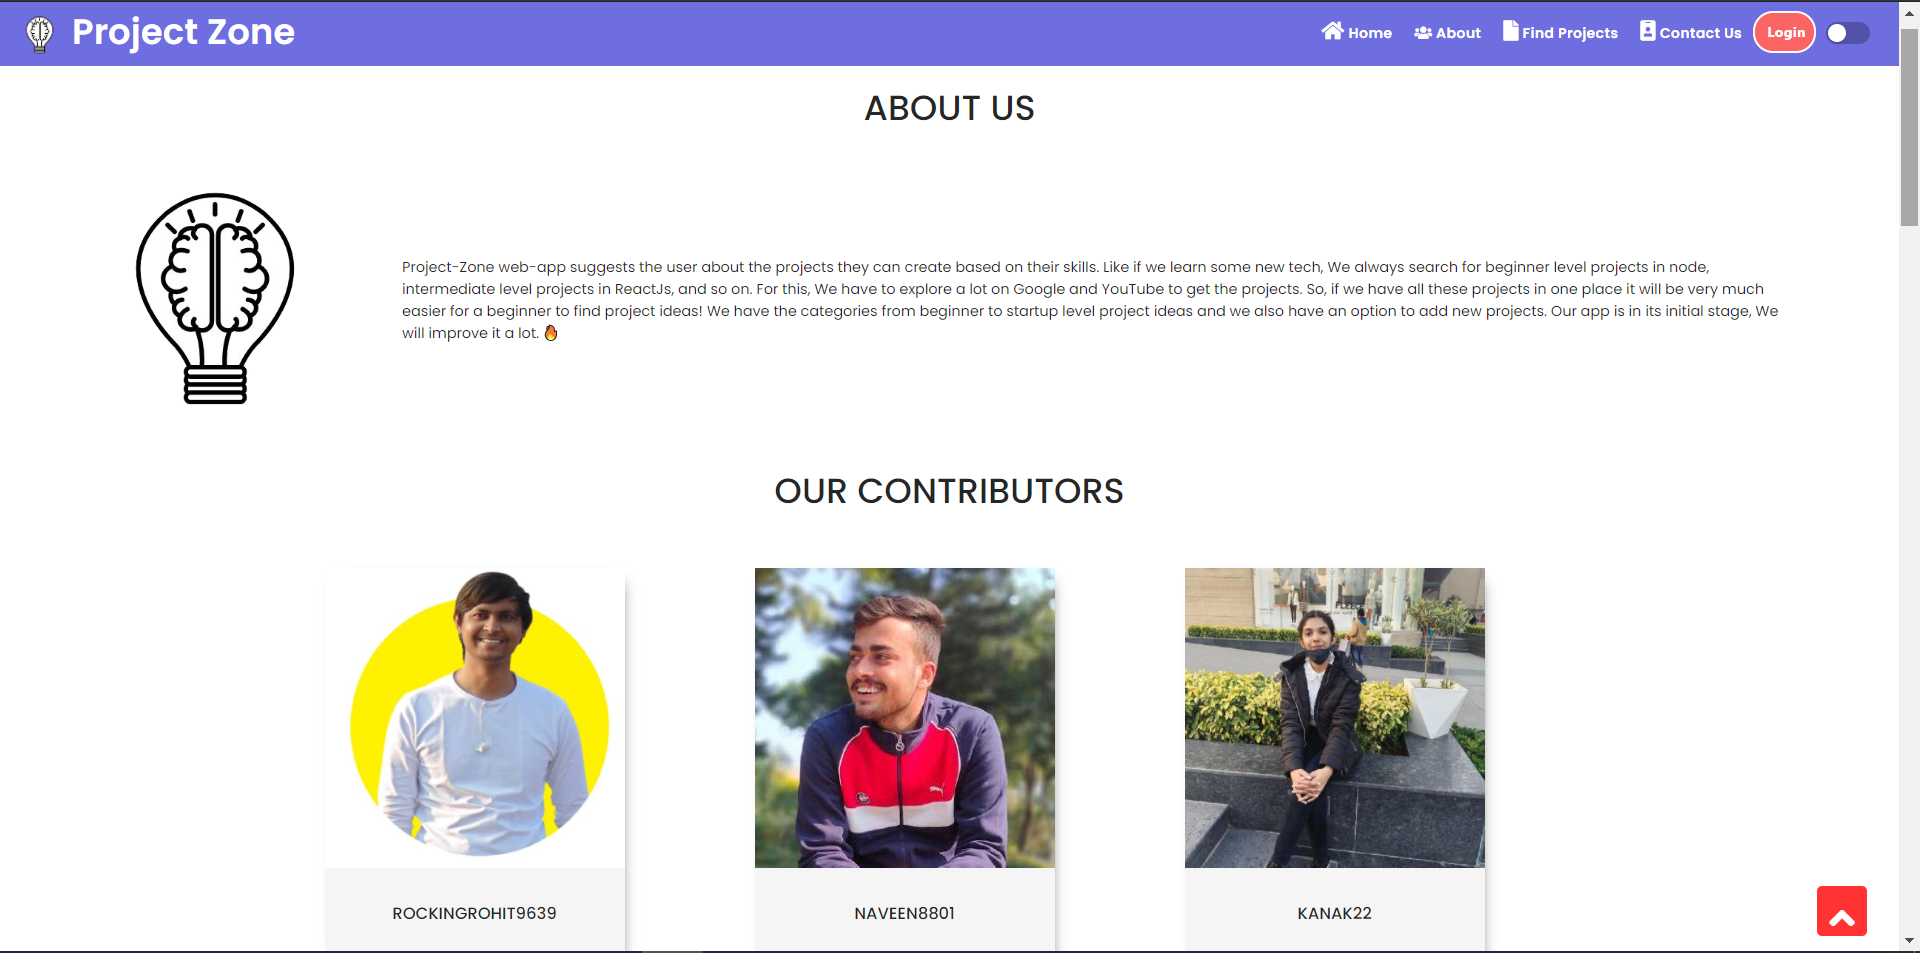 Project Zone
Home
About
Find Projects
Contact Us
Login
ABOUT US
Project-Zone web-app suggests the user about the projects they can create based on their skills. Like if we learn some new tech, We always search for beginner level projects in node,
intermediate level projects in ReactJs, and so on. For this, We have to explore a lot on Google and YouTube to get the projects. So, if we have all these projects in one place it will be very much
easier for a beginner to find project ideas! We have the categories from beginner to startup level project ideas and we also have an option to add new projects. Our app is in its initial stage, We
will improve it a lot. 🔥
OUR CONTRIBUTORS
FLEECE
ROCKINGROHIT9639
NAVEEN8801
KANAK22